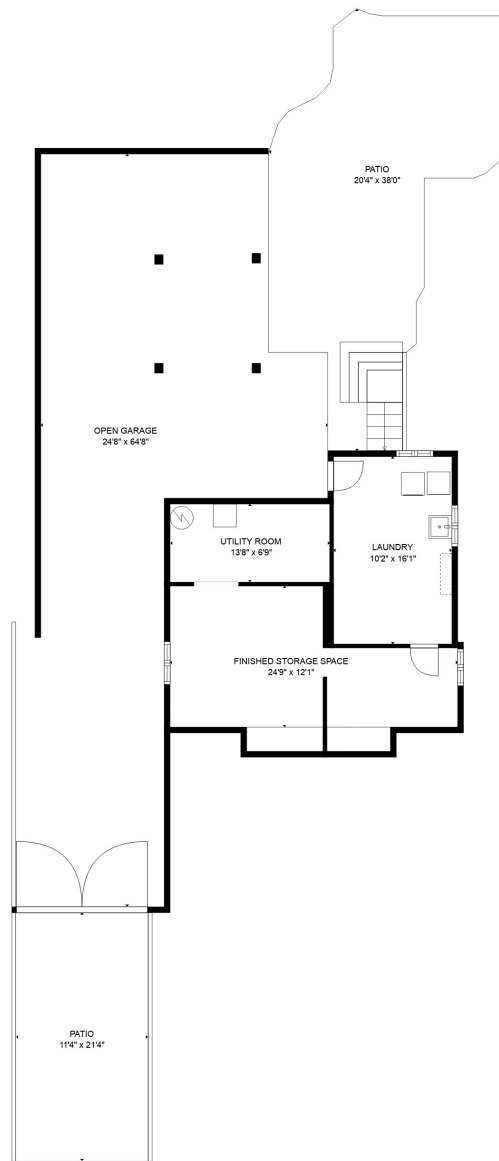 PATIO
20'4" x 38'0"
OPEN GARAGE
24'8" x 64'8"
UTILITY ROOM
13'8" x 6'9"
LAUNDRY
10'2" x 16'1"
FINISHED STORAGE SPACE
24'9" x 12'1"
PATIO
11'4" x 21'4"